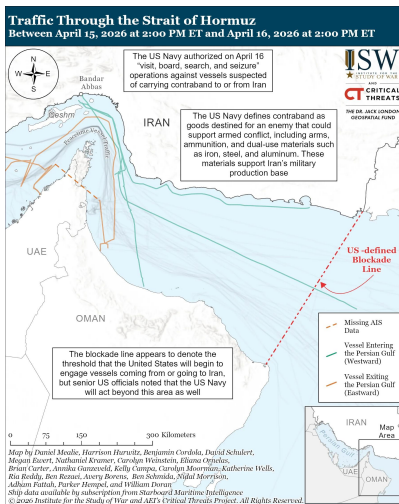 Traffic Through the Strait of Hormuz
Between April 15, 2026 at 2:00 PM ET and April 16, 2026 at 2:00 PM ET
N
W
E
S
The US Navy authorized on April 16
"visit, board, search, and seizure"
operations against vessels suspected
of carrying contraband to or from Iran
ISW
INSTITUTE FOR THE
STUDY OF WAR
AND
CT CRITICAL
THREATS
THE DR. JACK LONDON
GEOSPATIAL FUND
Bandar
Abbas
Qeshm
IRAN
The US Navy defines contraband as
goods destined for an enemy that could
support armed conflict, including arms,
ammunition, and dual-use materials such
as iron, steel, and aluminum. These
materials support Iran's military
production base
UAE
OMAN
US -defined
Blockade
Line
The blockade line appears to denote the
threshold that the United States will begin to
engage vessels coming from or going to Iran,
but senior US officials noted that the US Navy
will act beyond this area as well
Missing AIS
Data
Vessel Entering
the Persian Gulf
(Westward)
Vessel Exiting
the Persian Gulf
(Eastward)
0 75 150 300 Kilometers
IRAN
Map
Area
Persian Gulf
UAE
OMAN
Map by Daniel Mealie, Harrison Hurwitz, Benjamin Cordola, David Schulert,
Megan Ewert, Nathaniel Kramer, Carolyn Weinstein, Eliana Ornelas,
Brian Carter, Annika Ganzeveld, Kelly Campa, Carolyn Moorman, Katherine Wells,
Ria Reddy, Ben Rezaei, Avery Borens, Ben Schmida, Nidal Morrison,
Adham Fattah, Parker Hempel, and William Doran
Ship data available by subscription from Starboard Maritime Intelligence
© 2026 Institute for the Study of War and AEI's Critical Threats Project. All Rights Reserved.